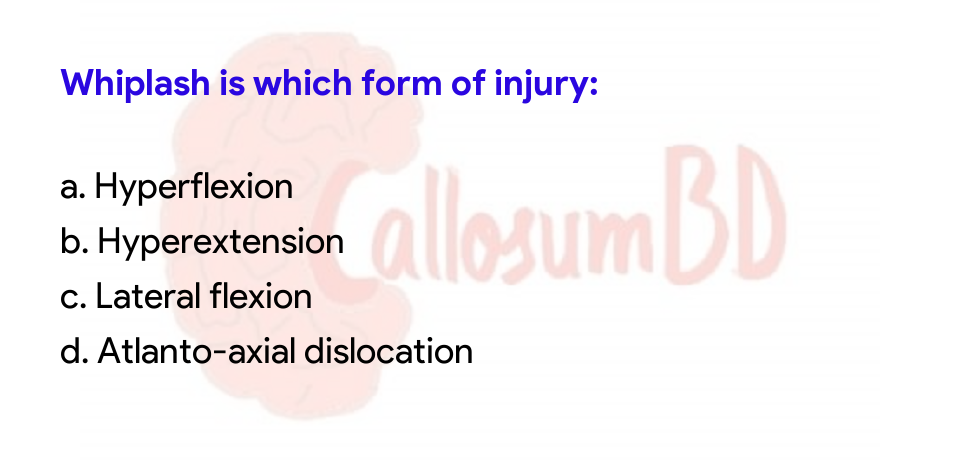 Whiplash is which form of injury:
a. Hyperflexion
b. Hyperextension
c. Lateral flexion
d. Atlanto-axial dislocation
CallosumBD